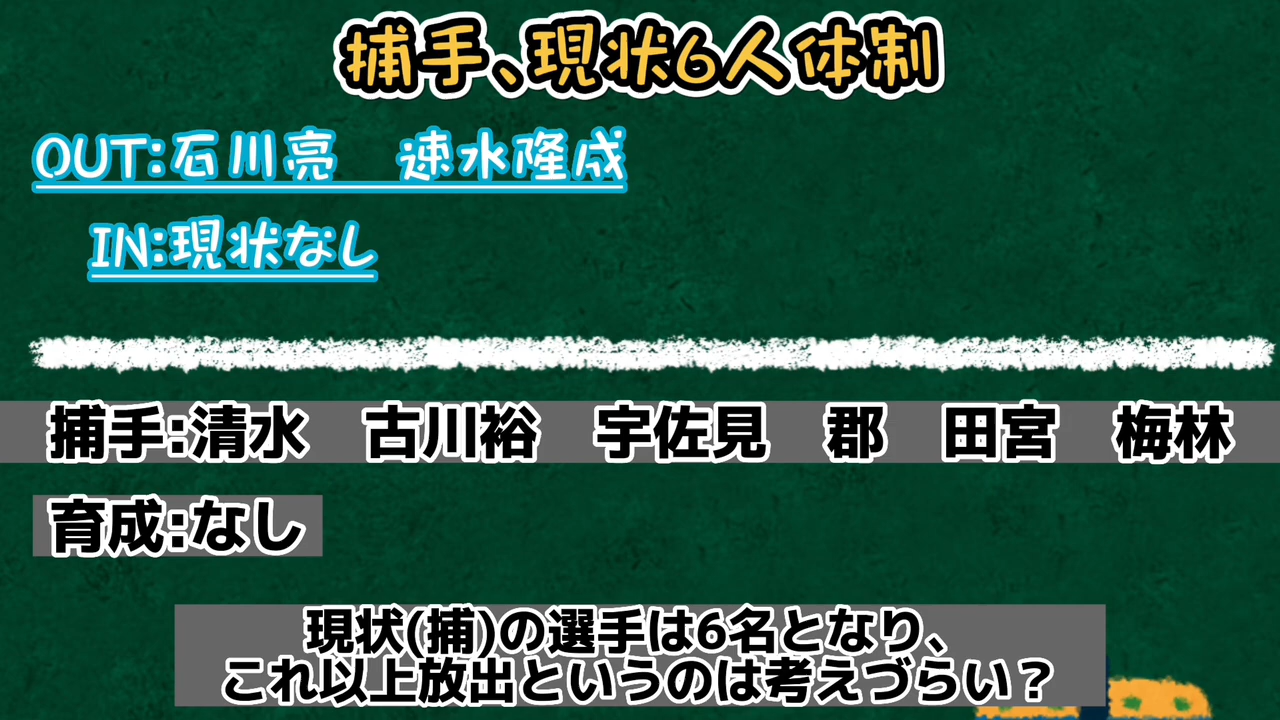 捕手、現状6人体制
OUT:石川亮　速水隆成
IN:現状なし
捕手:清水　古川裕　宇佐見　郡　田宮　梅林
育成:なし
現状(捕)の選手は6名となり、
これ以上放出というのは考えづらい？